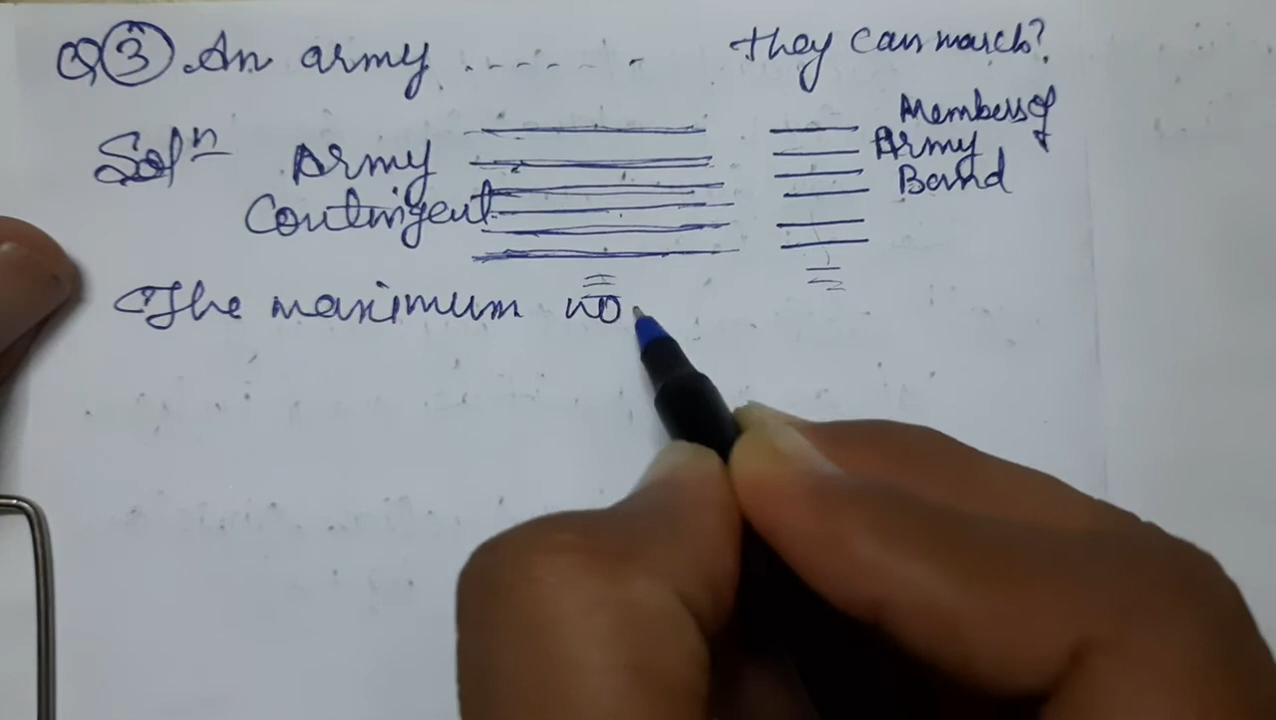 Q③. An army ....... they can march?
Solⁿ Army Contingent
Members of Army Band
The maximum no